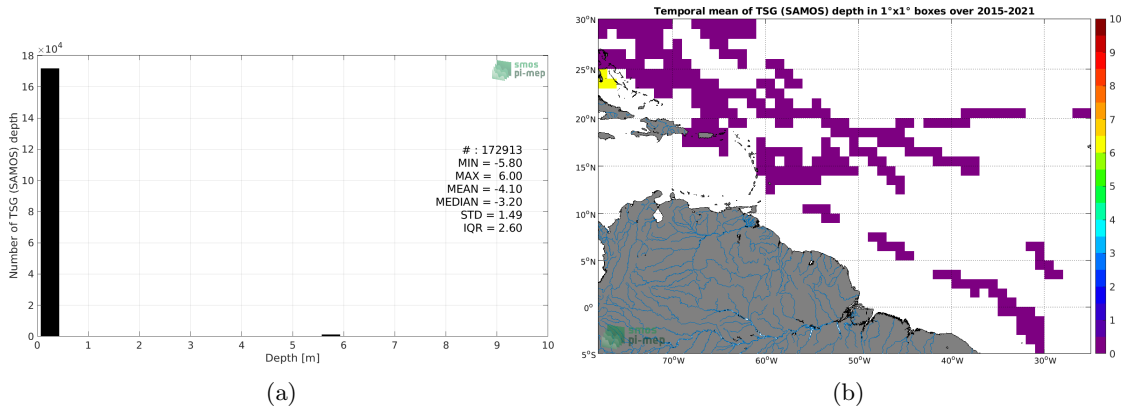 ×10⁴
18
16
14
12
10
8
6
4
2
0
Number of TSG (SAMOS) depth
smos
pi-mep
# : 172913
MIN = -5.80
MAX = 6.00
MEAN = -4.10
MEDIAN = -3.20
STD = 1.49
IQR = 2.60
0 1 2 3 4 5 6 7 8 9 10
Depth [m]
(a)
Temporal mean of TSG (SAMOS) depth in 1°x1° boxes over 2015-2021
30°N
25°N
20°N
15°N
10°N
5°N
0°
5°S
smos
pi-mep
70°W 60°W 50°W 40°W 30°W
10
9
8
7
6
5
4
3
2
1
0
(b)